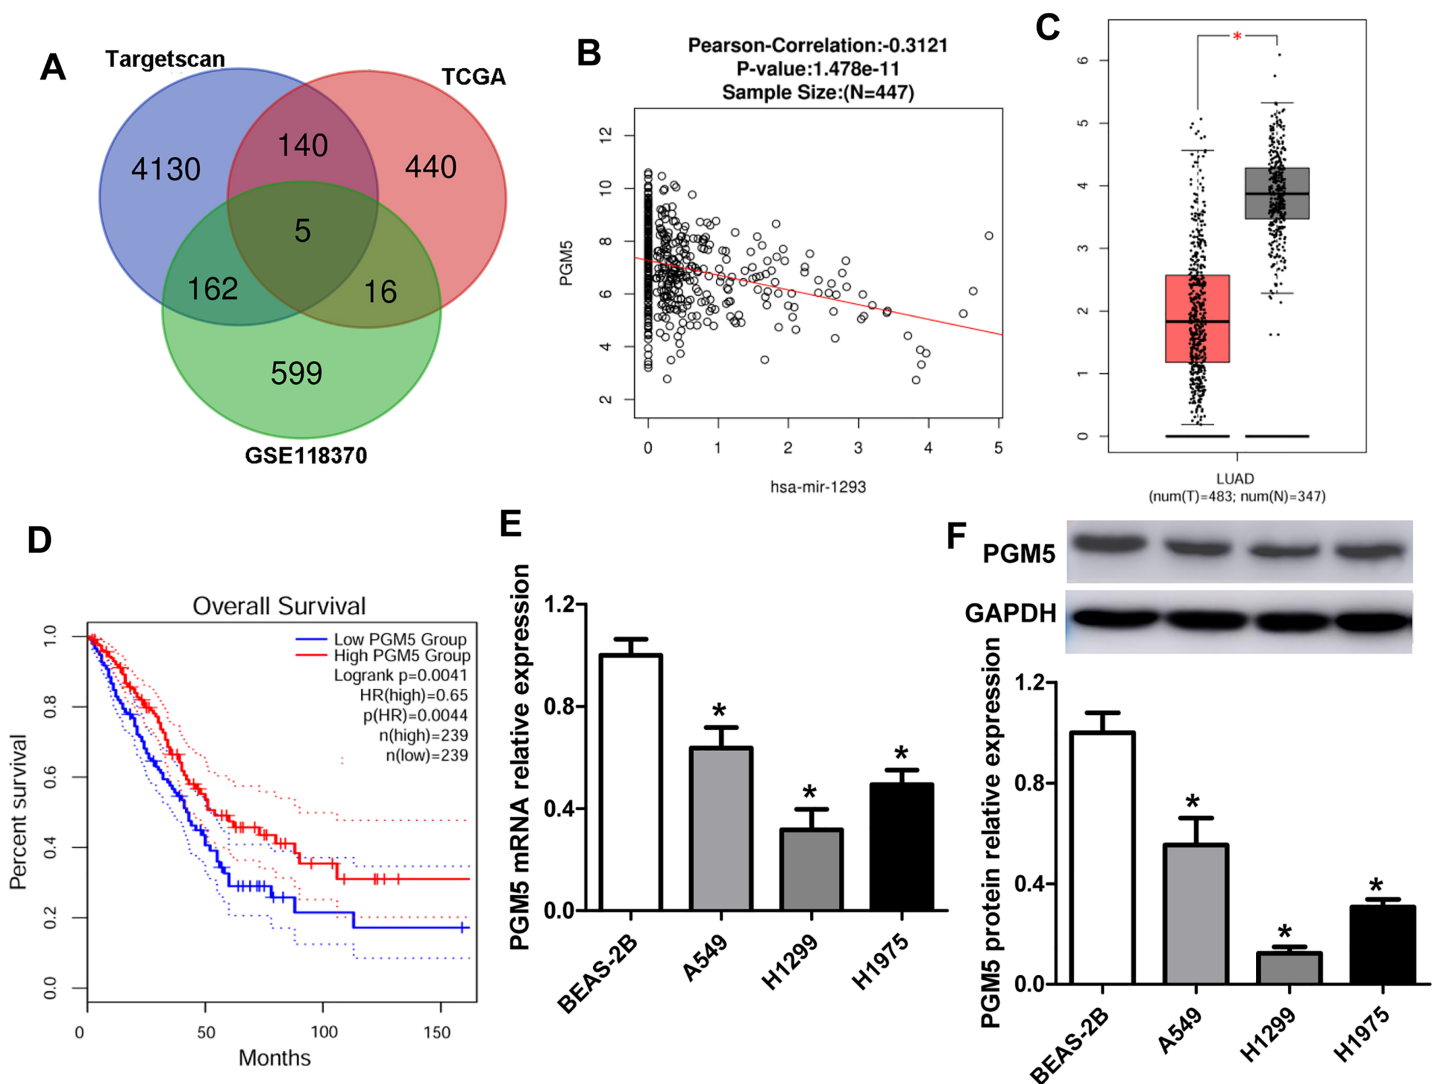 A
Targetscan
TCGA
4130
140
440
5
162
16
599
GSE118370
B
Pearson-Correlation:-0.3121
P-value:1.478e-11
Sample Size:(N=447)
PGM5
12
10
8
6
4
2
0 1 2 3 4 5
hsa-mir-1293
C
*
6
5
4
3
2
1
0
LUAD
(num(T)=483; num(N)=347)
D
Overall Survival
Low PGM5 Group
High PGM5 Group
Logrank p=0.0041
HR(high)=0.65
p(HR)=0.0044
n(high)=239
n(low)=239
Percent survival
1.0
0.8
0.6
0.4
0.2
0.0
0 50 100 150
Months
E
PGM5 mRNA relative expression
1.2
0.8
0.4
0.0
* * *
BEAS-2B A549 H1299 H1975
F
PGM5
GAPDH
PGM5 protein relative expression
1.2
0.8
0.4
0.0
* * *
BEAS-2B A549 H1299 H1975